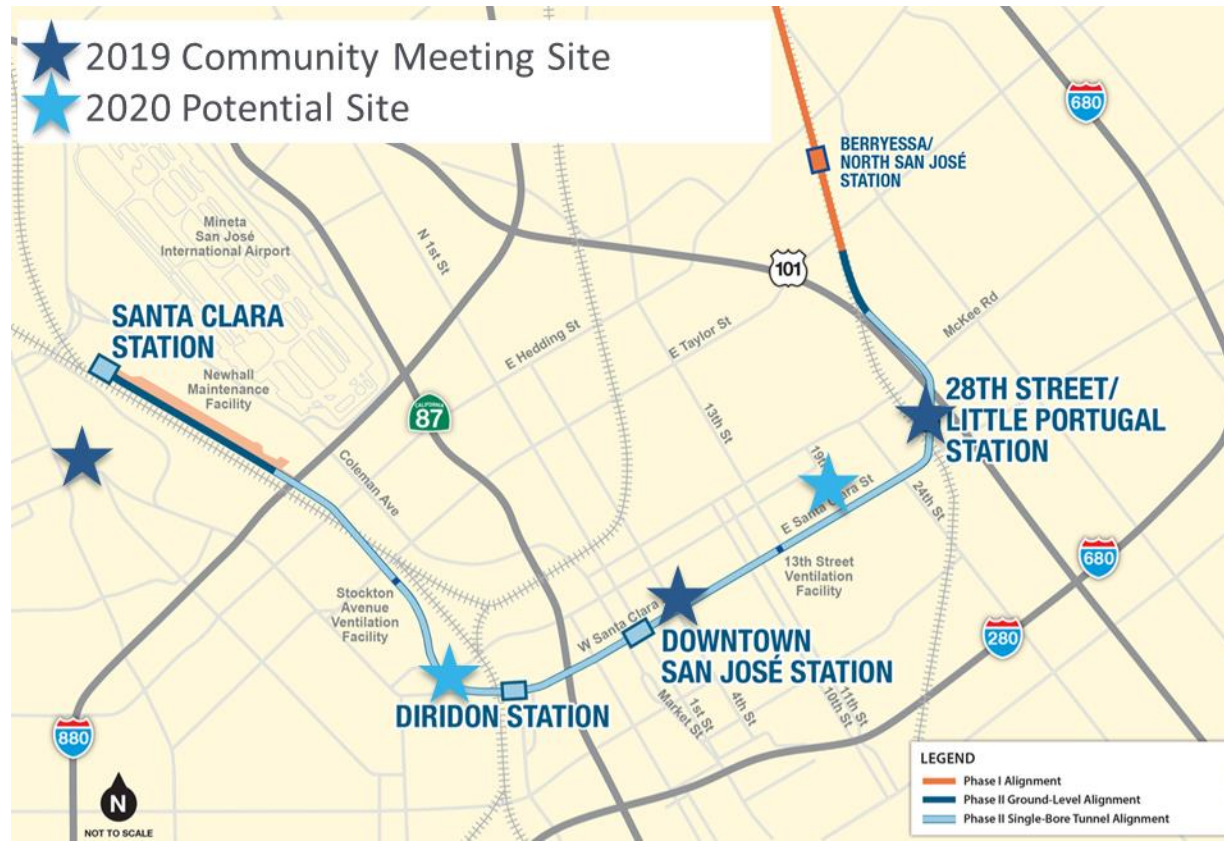 2019 Community Meeting Site
2020 Potential Site
680
BERRYESSA/
NORTH SAN JOSÉ
STATION
Mineta
San José
International Airport
N 1st St
101
McKee Rd
SANTA CLARA
STATION
E Hedding St
E Taylor St
Newhall
Maintenance
Facility
CALIFORNIA
87
28TH STREET/
LITTLE PORTUGAL
STATION
13th St
Coleman Ave
24th St
E Santa Clara St
680
13th Street
Ventilation
Facility
Stockton
Avenue
Ventilation
Facility
W Santa Clara
DOWNTOWN
SAN JOSÉ STATION
280
DIRIDON STATION
Market St
1st St
4th St
10th St
11th St
880
N
NOT TO SCALE
LEGEND
Phase I Alignment
Phase II Ground-Level Alignment
Phase II Single-Bore Tunnel Alignment